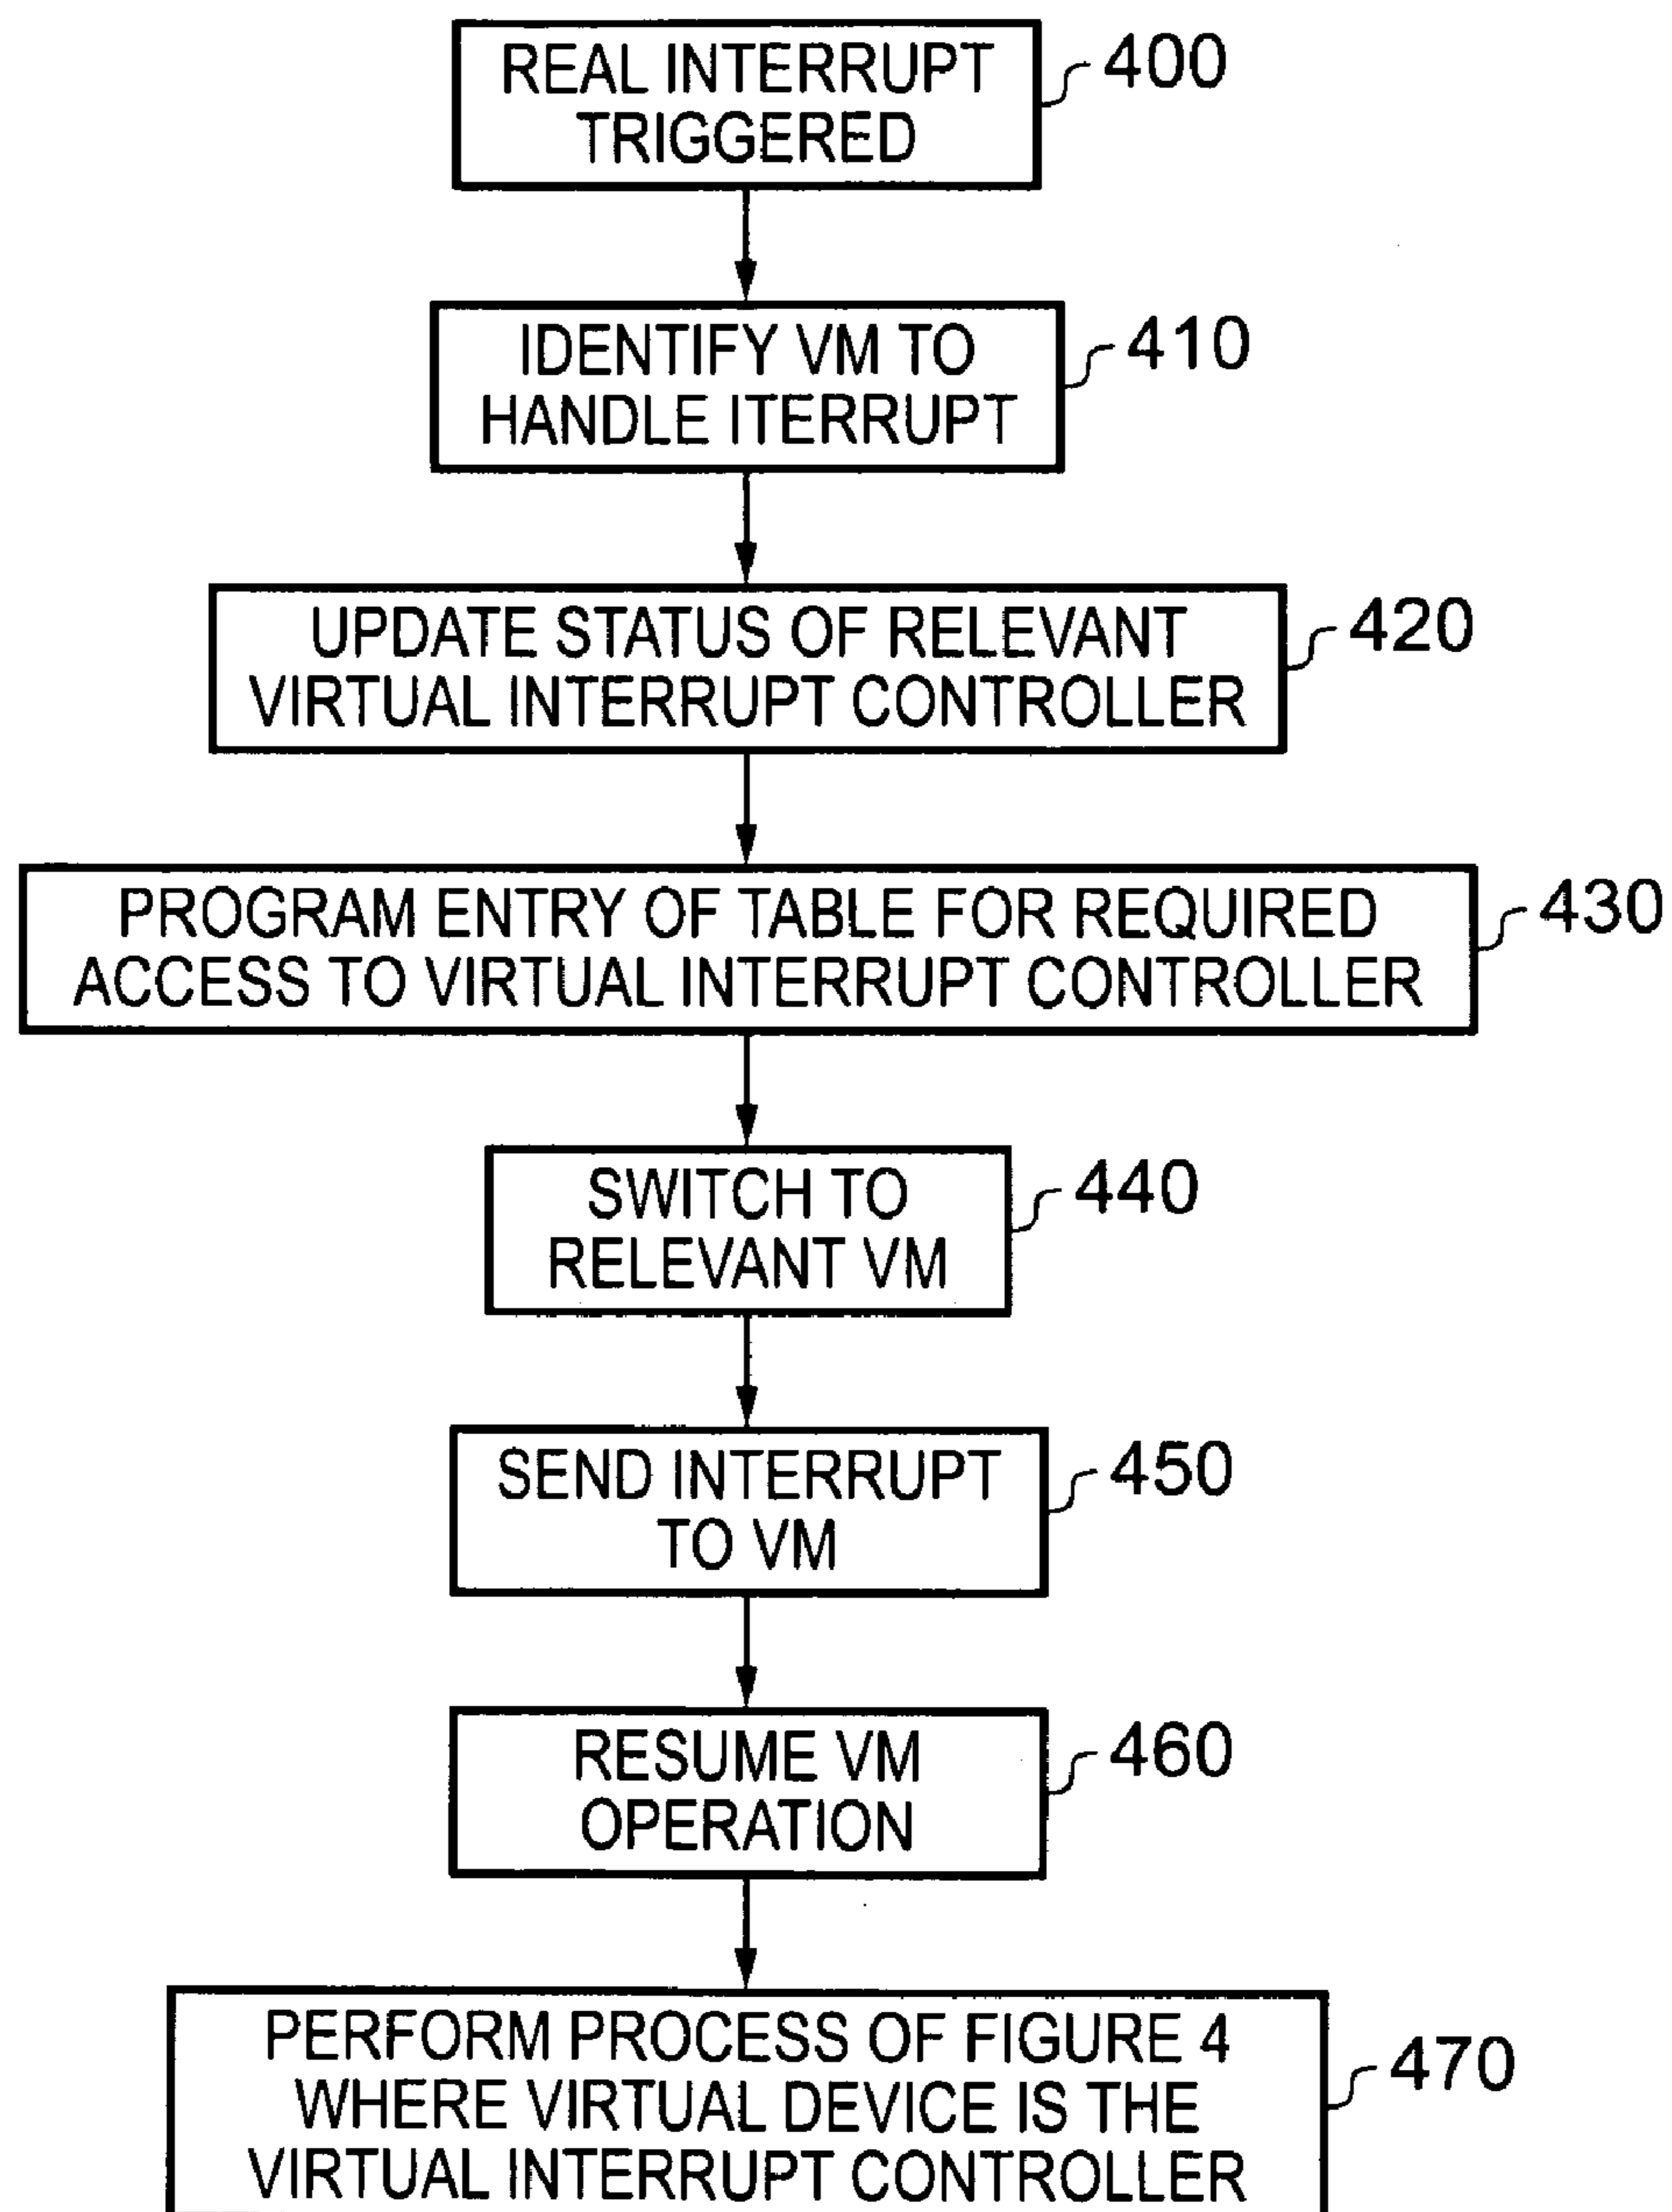 REAL INTERRUPT
TRIGGERED
400
IDENTIFY VM TO
HANDLE ITERRUPT
410
UPDATE STATUS OF RELEVANT
VIRTUAL INTERRUPT CONTROLLER
420
PROGRAM ENTRY OF TABLE FOR REQUIRED
ACCESS TO VIRTUAL INTERRUPT CONTROLLER
430
SWITCH TO
RELEVANT VM
440
SEND INTERRUPT
TO VM
450
RESUME VM
OPERATION
460
PERFORM PROCESS OF FIGURE 4
WHERE VIRTUAL DEVICE IS THE
VIRTUAL INTERRUPT CONTROLLER
470